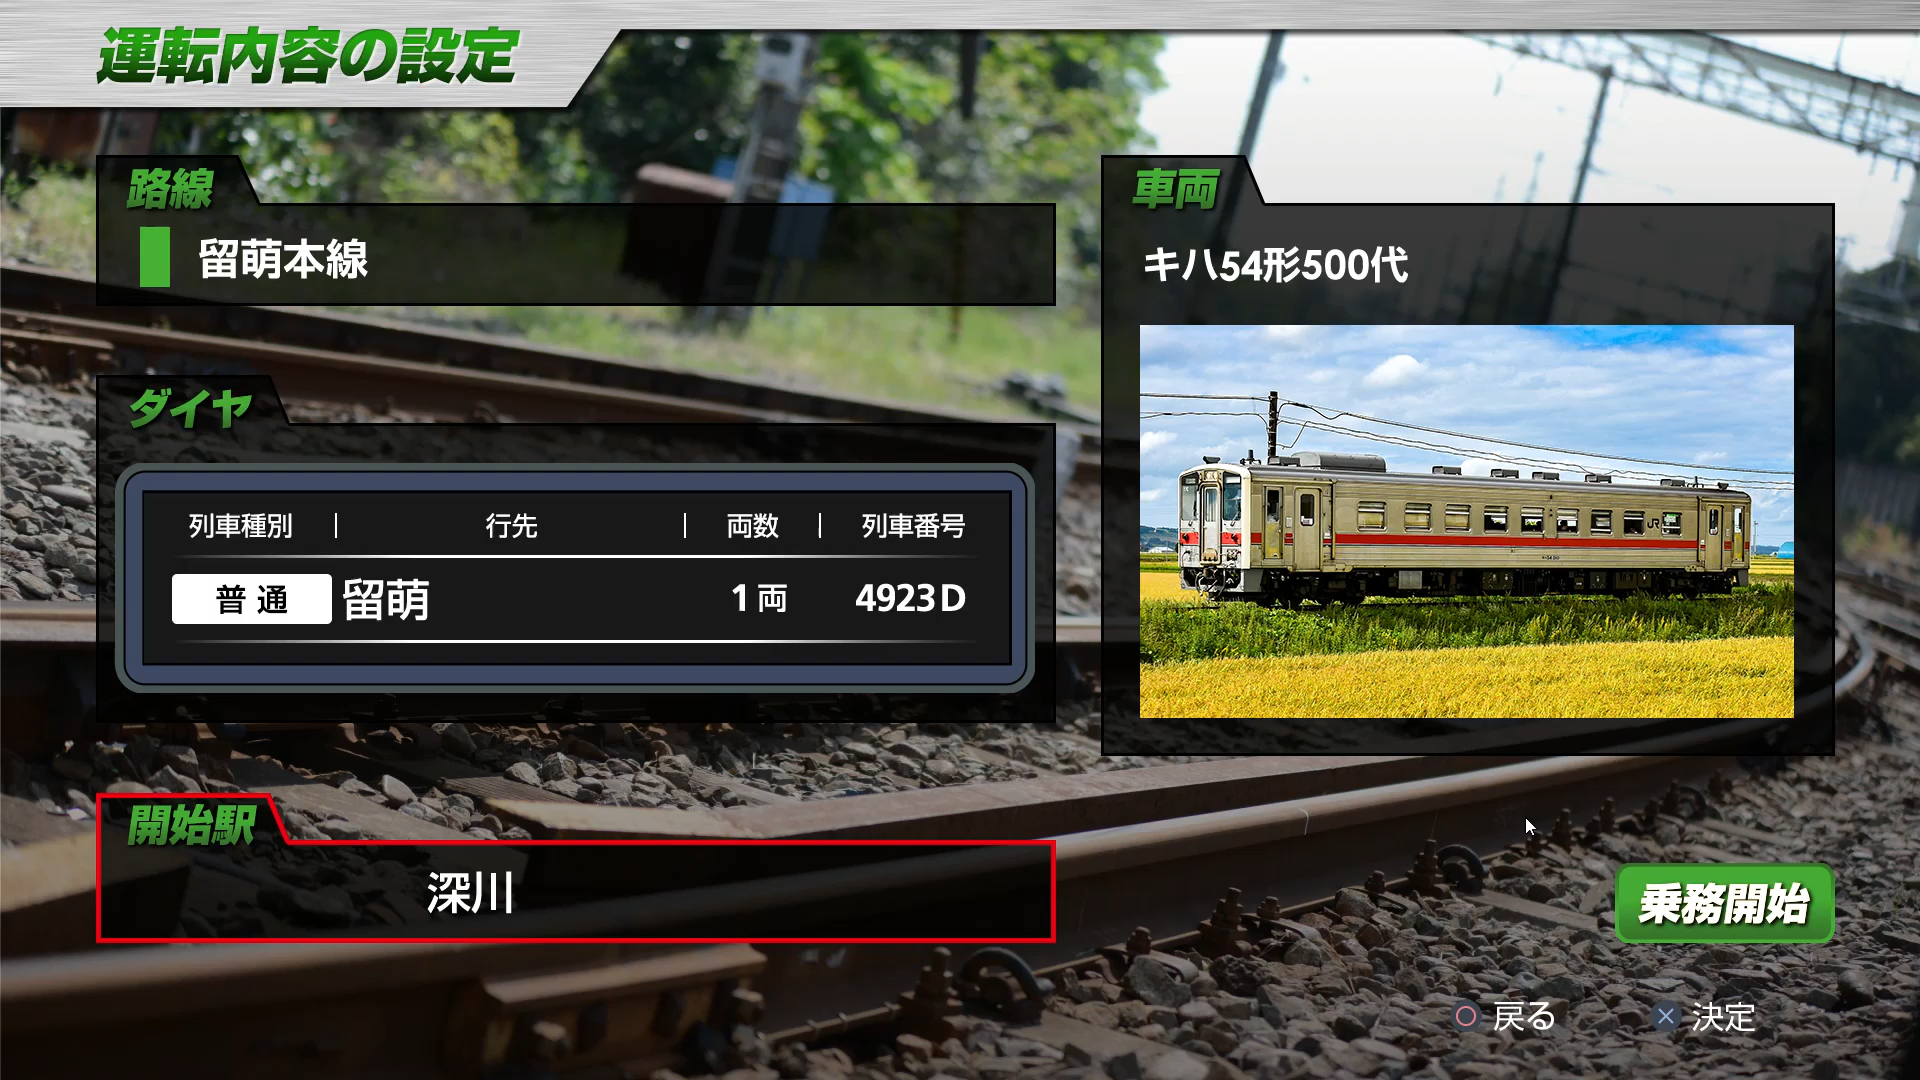 運転内容の設定
路線
留萌本線
ダイヤ
列車種別 | 行先 | 両数 | 列車番号
普通 留萌 1両 4923D
開始駅
深川
車両
キハ54形500代
JR
乗務開始
戻る
決定